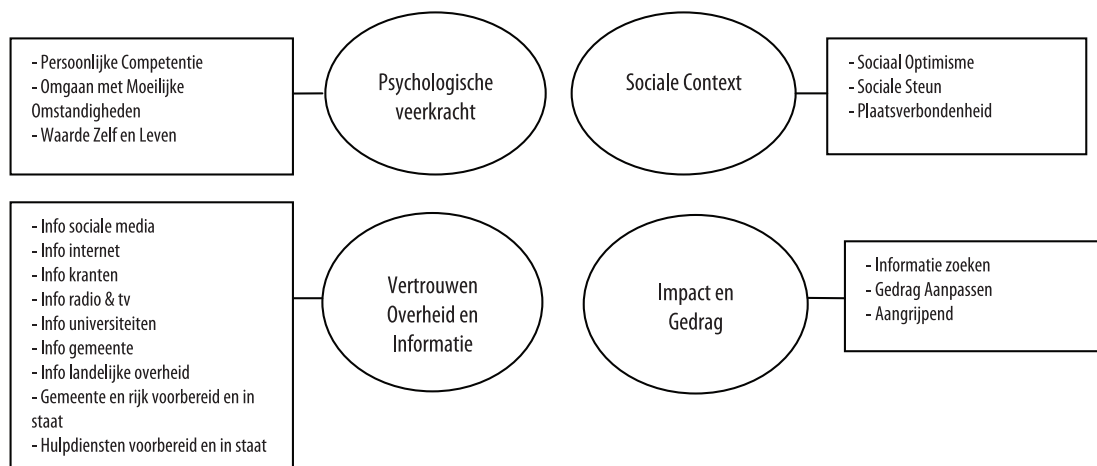 - Persoonlijke Competentie
- Omgaan met Moeilijke
Omstandigheden
- Waarde Zelf en Leven
Psychologische
veerkracht
Sociale Context
- Sociaal Optimisme
- Sociale Steun
- Plaatsverbondenheid
- Info sociale media
- Info internet
- Info kranten
- Info radio & tv
- Info universiteiten
- Info gemeente
- Info landelijke overheid
- Gemeente en rijk voorbereid en in
staat
- Hulpdiensten voorbereid en in staat
Vertrouwen
Overheid en
Informatie
Impact en
Gedrag
- Informatie zoeken
- Gedrag Aanpassen
- Aangrijpend